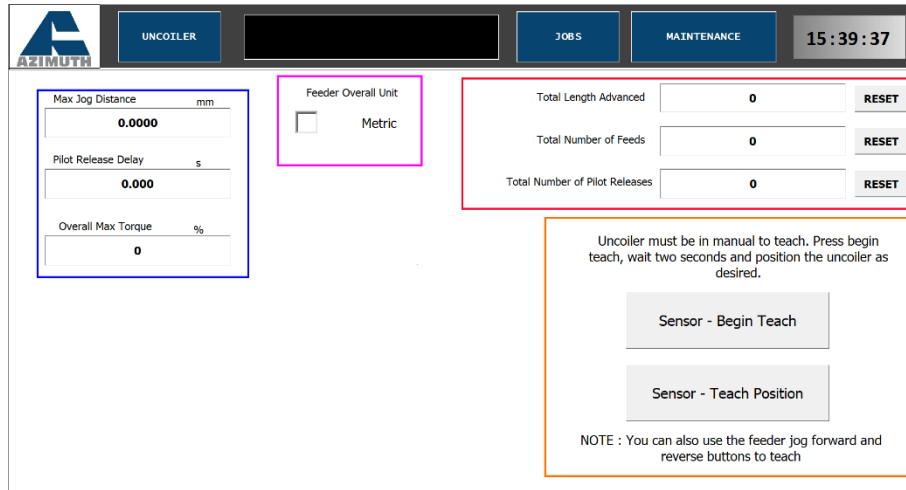 AZIMUTH
UNCOILER
JOBS
MAINTENANCE
15:39:37
Max Jog Distance mm
0.0000
Pilot Release Delay s
0.000
Overall Max Torque %
0
Feeder Overall Unit
Metric
Total Length Advanced 0 RESET
Total Number of Feeds 0 RESET
Total Number of Pilot Releases 0 RESET
Uncoiler must be in manual to teach. Press begin
teach, wait two seconds and position the uncoiler as
desired.
Sensor - Begin Teach
Sensor - Teach Position
NOTE : You can also use the feeder jog forward and
reverse buttons to teach